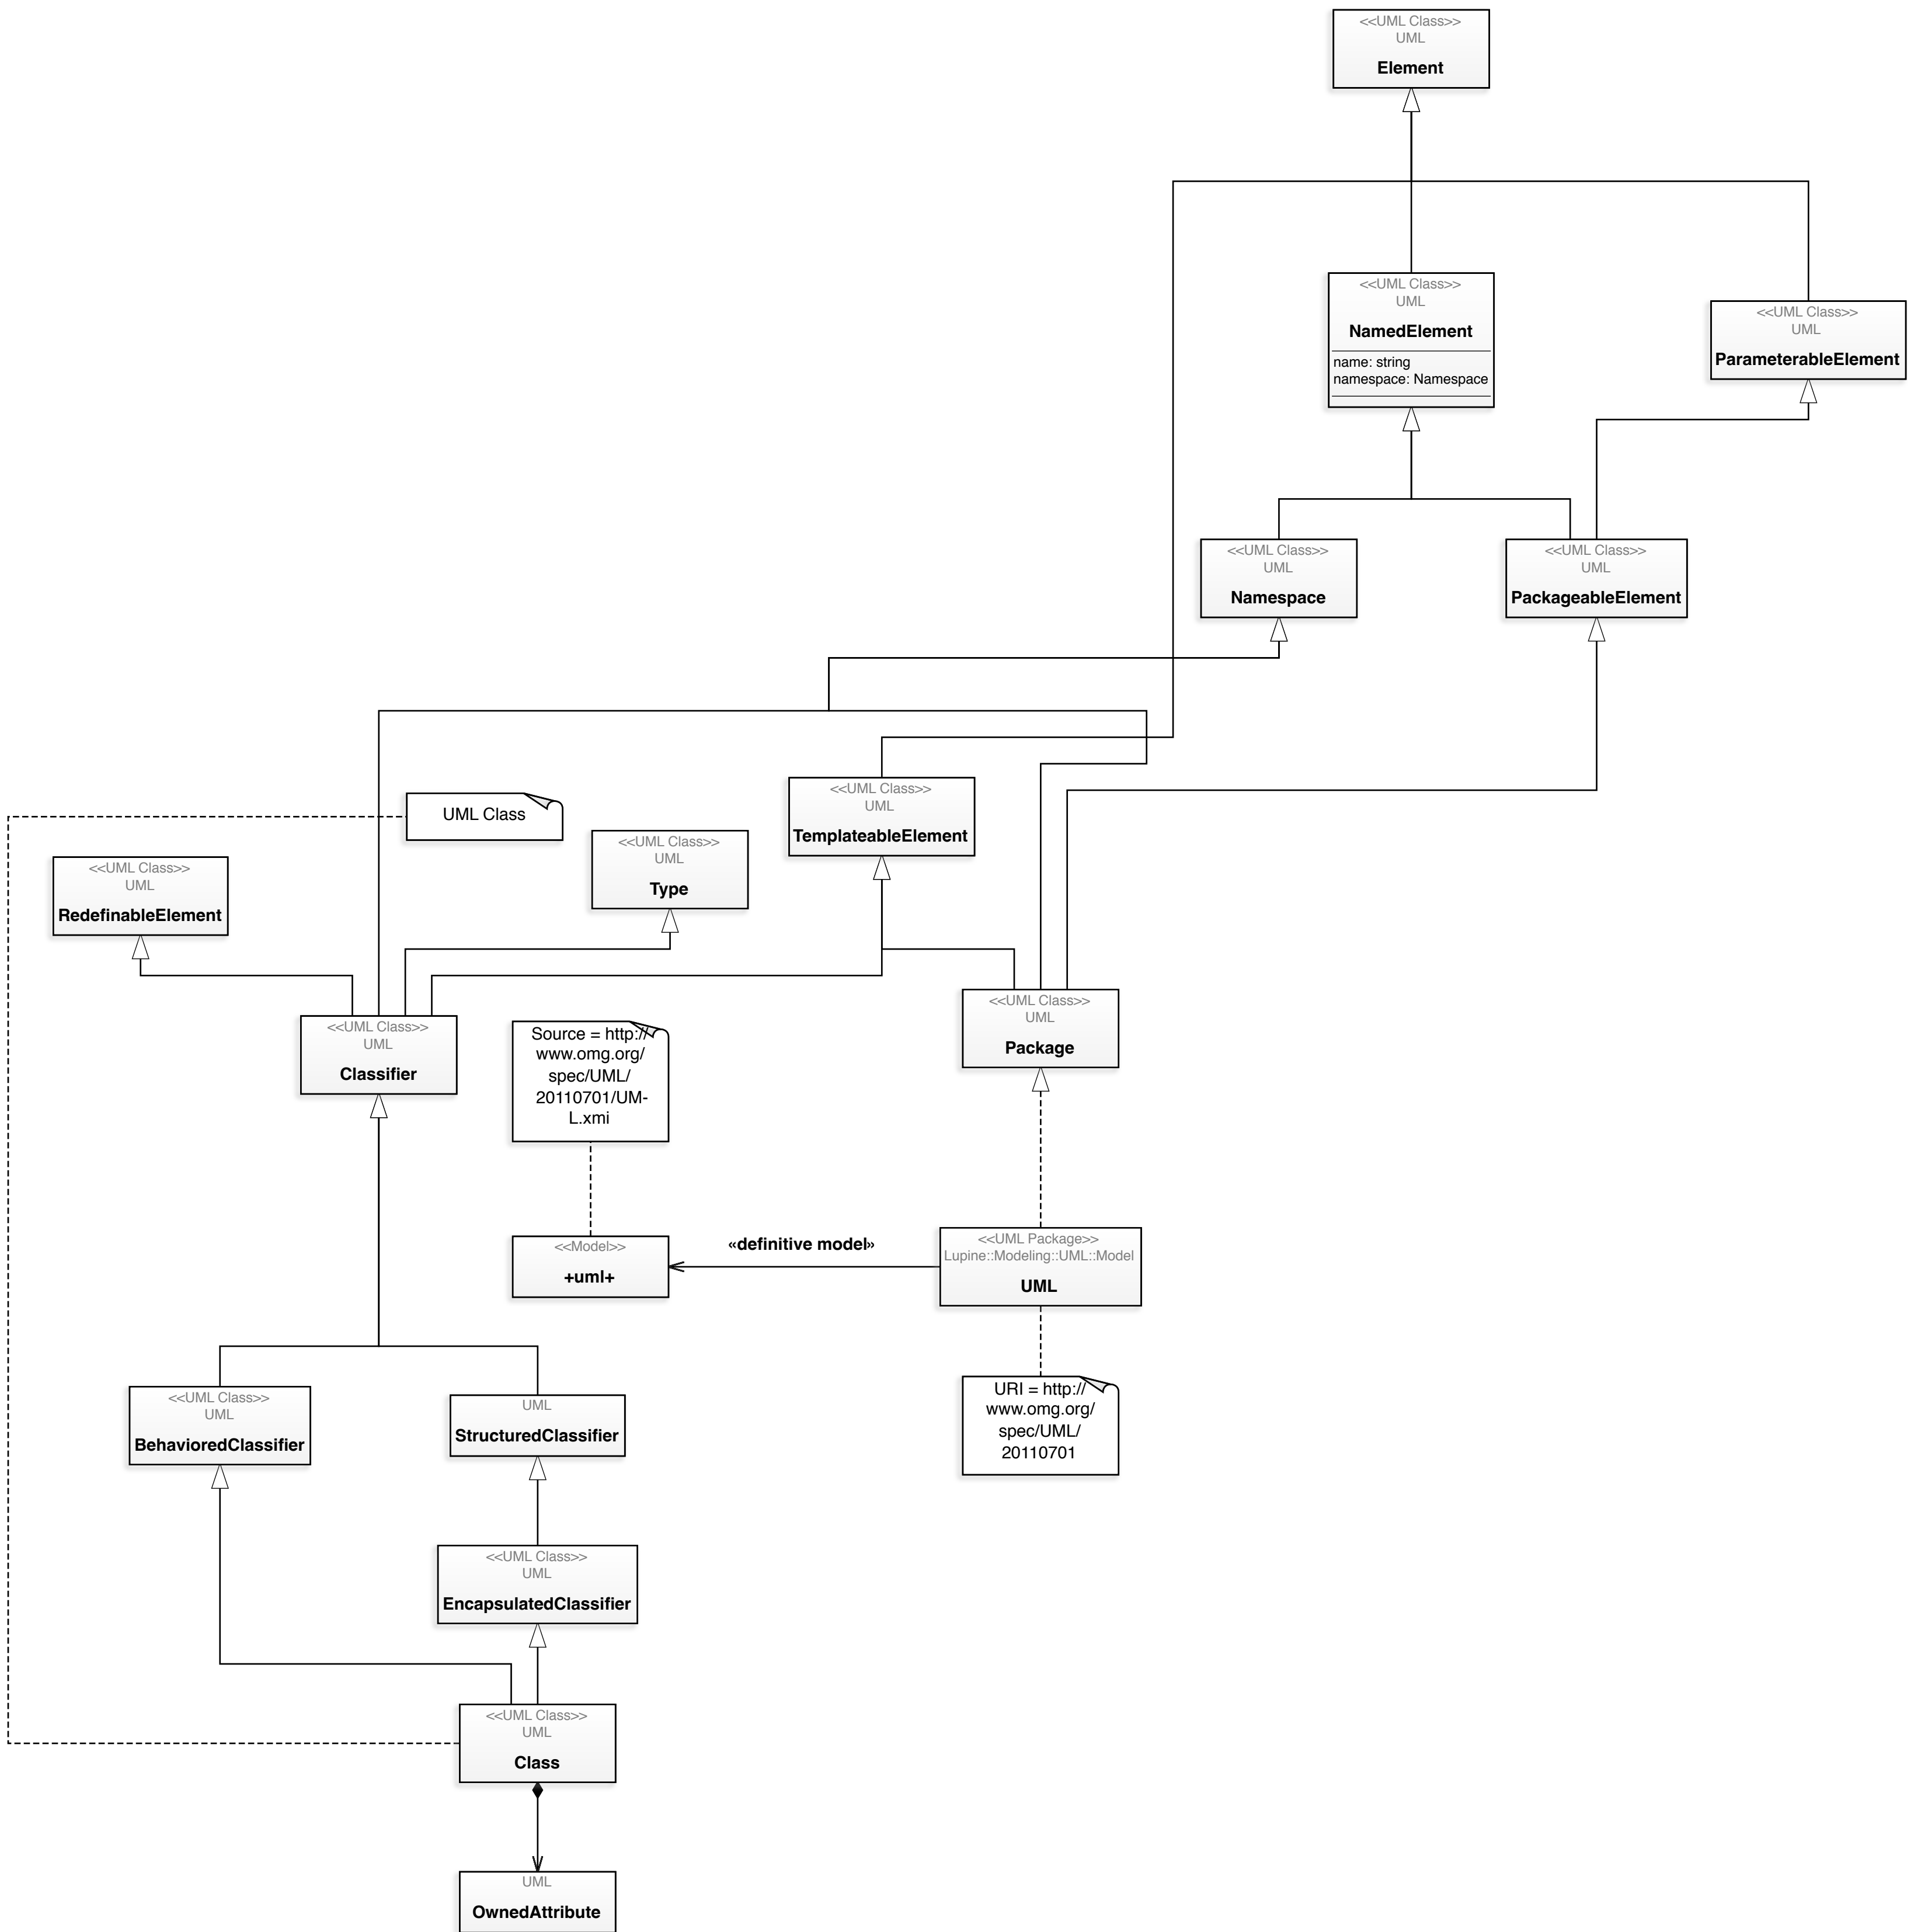 <<UML Class>>
UML
Element
<<UML Class>>
UML
NamedElement
name: string
namespace: Namespace
<<UML Class>>
UML
ParameterableElement
<<UML Class>>
UML
Namespace
<<UML Class>>
UML
PackageableElement
UML Class
<<UML Class>>
UML
TemplateableElement
<<UML Class>>
UML
Type
<<UML Class>>
UML
RedefinableElement
<<UML Class>>
UML
Classifier
Source = http://
www.omg.org/
spec/UML/
20110701/UM-
L.xmi
<<UML Class>>
UML
Package
<<Model>>
+uml+
«definitive model»
<<UML Package>>
Lupine::Modeling::UML::Model
UML
URI = http://
www.omg.org/
spec/UML/
20110701
<<UML Class>>
UML
BehavioredClassifier
UML
StructuredClassifier
<<UML Class>>
UML
EncapsulatedClassifier
<<UML Class>>
UML
Class
UML
OwnedAttribute